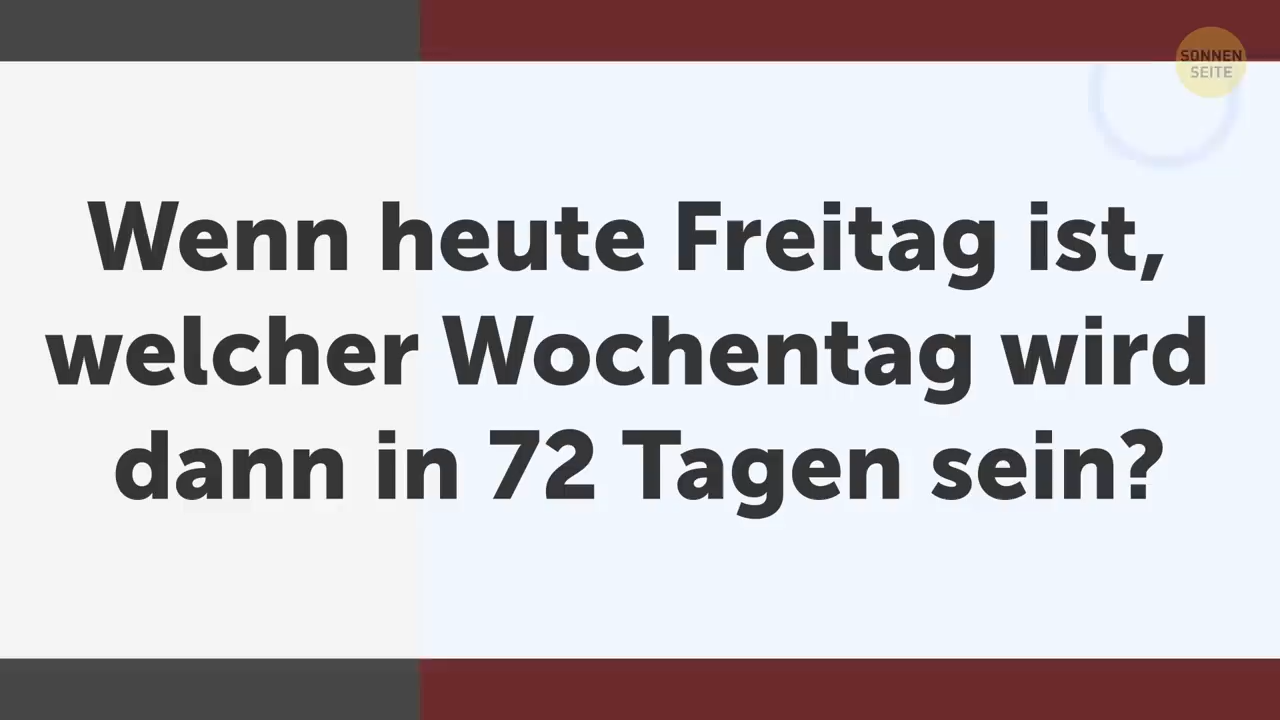 SONNEN
SEITE
Wenn heute Freitag ist,
welcher Wochentag wird
dann in 72 Tagen sein?